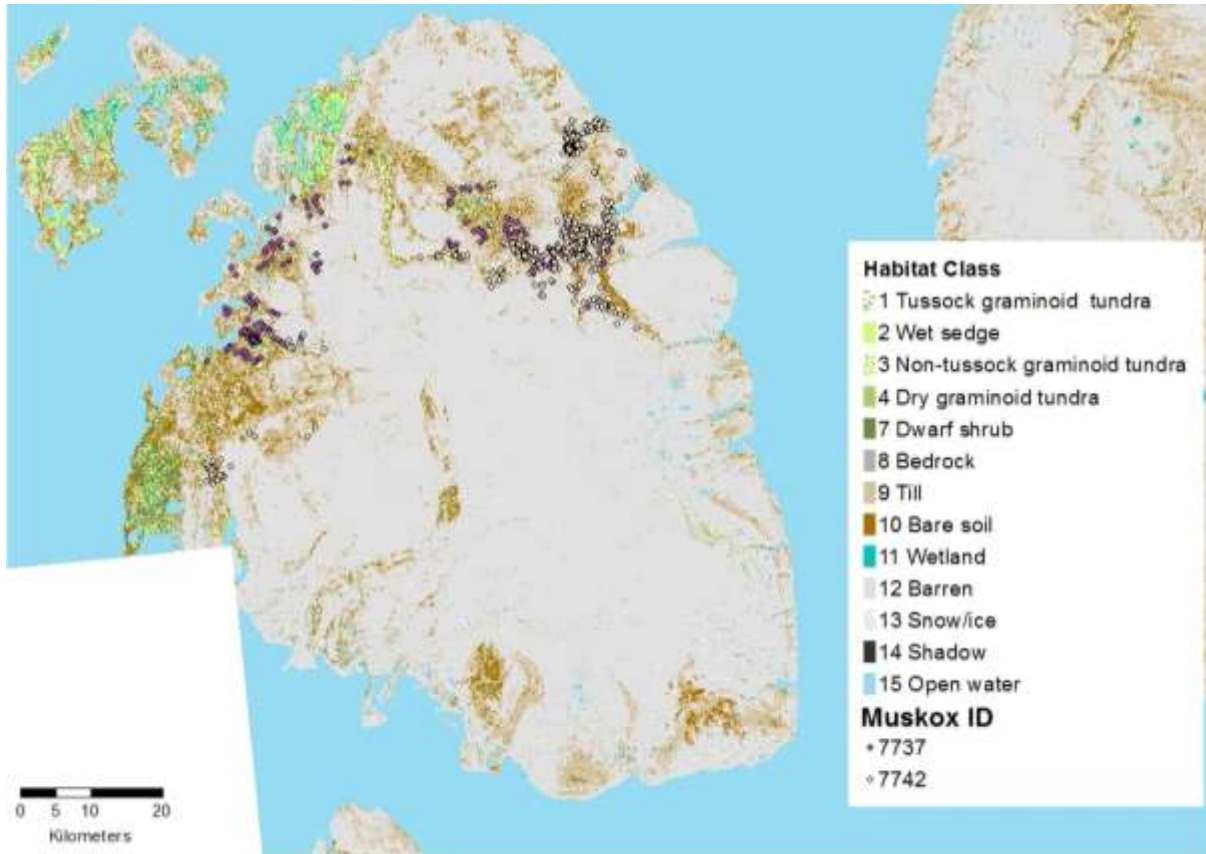 Habitat Class
1 Tussock graminoid tundra
2 Wet sedge
3 Non-tussock graminoid tundra
4 Dry graminoid tundra
7 Dwarf shrub
8 Bedrock
9 Till
10 Bare soil
11 Wetland
12 Barren
13 Snow/ice
14 Shadow
15 Open water
Muskox ID
7737
7742
0 5 10 20
Kilometers